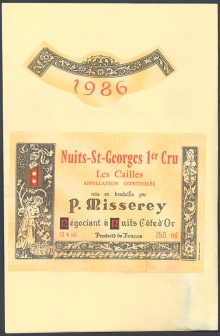 1986
Nuits-St-Georges 1er Cru
Les Cailles
APPELLATION CONTROLÉE
mis en bouteille par
P. Misserey
Négociant à Nuits Côte d'Or
13 % vol. Produit de France 750 ml